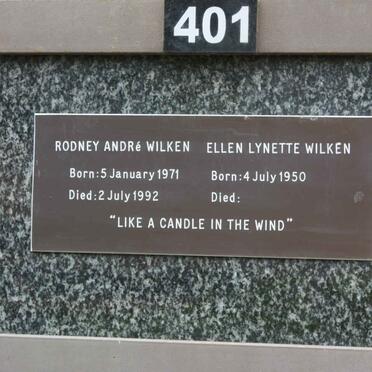 401
RODNEY ANDRé WILKEN ELLEN LYNETTE WILKEN
Born: 5 January 1971 Born: 4 July 1950
Died: 2 July 1992 Died:
"LIKE A CANDLE IN THE WIND"